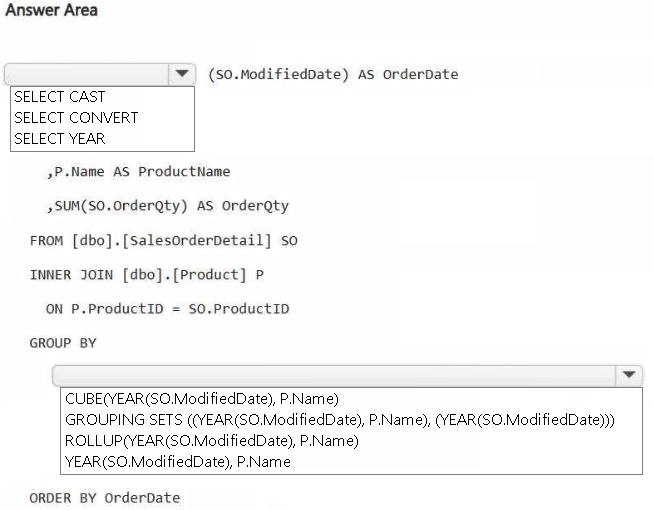 Answer Area
(SO.ModifiedDate) AS OrderDate
SELECT CAST
SELECT CONVERT
SELECT YEAR
,P.Name AS ProductName
,SUM(SO.OrderQty) AS OrderQty
FROM [dbo].[SalesOrderDetail] SO
INNER JOIN [dbo].[Product] P
ON P.ProductID = SO.ProductID
GROUP BY
CUBE(YEAR(SO.ModifiedDate), P.Name)
GROUPING SETS ((YEAR(SO.ModifiedDate), P.Name), (YEAR(SO.ModifiedDate)))
ROLLUP(YEAR(SO.ModifiedDate), P.Name)
YEAR(SO.ModifiedDate), P.Name
ORDER BY OrderDate